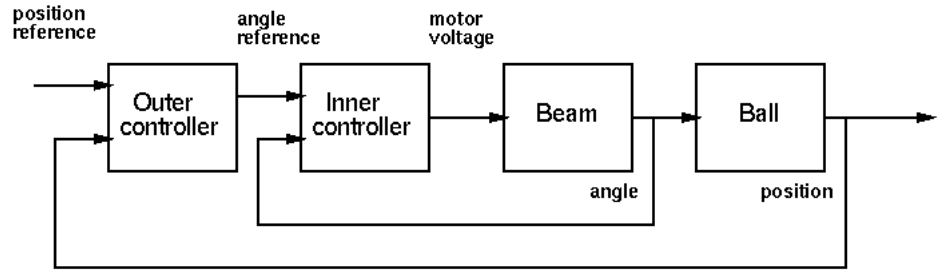 position
reference
angle
reference
motor
voltage
Outer
controller
Inner
controller
Beam
Ball
angle
position